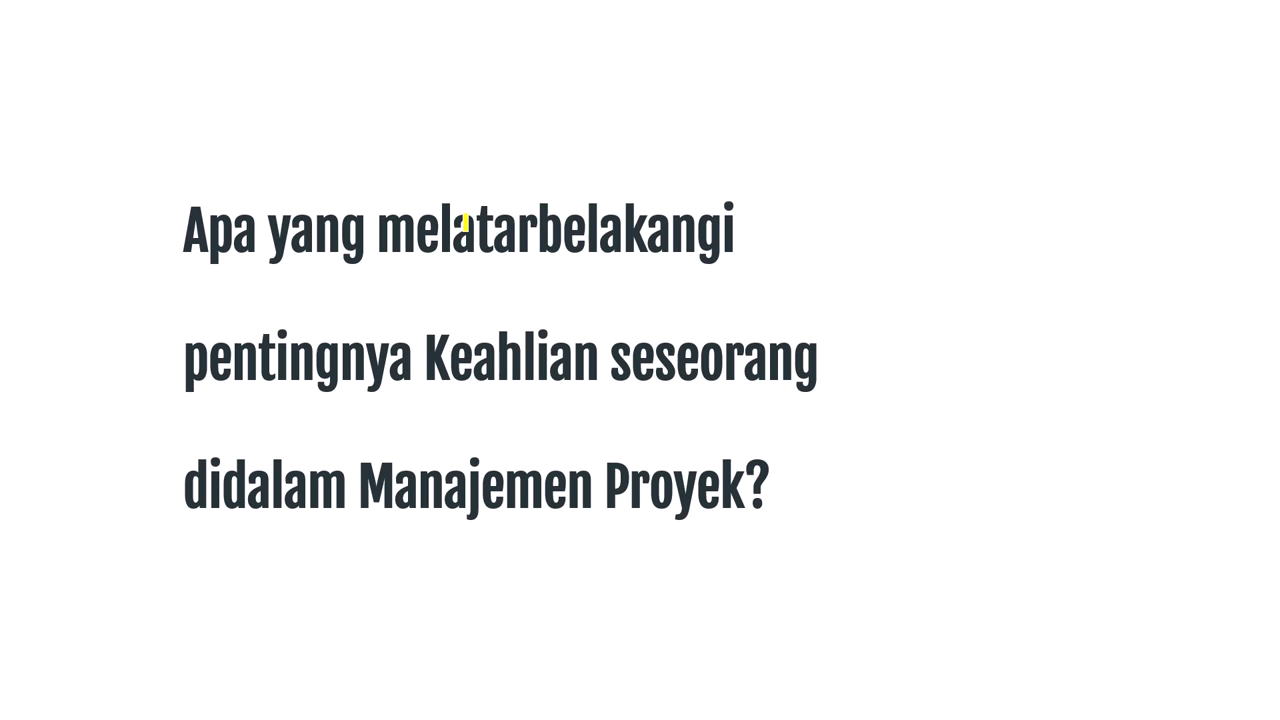 Apa yang melatarbelakangi
pentingnya Keahlian seseorang
didalam Manajemen Proyek?